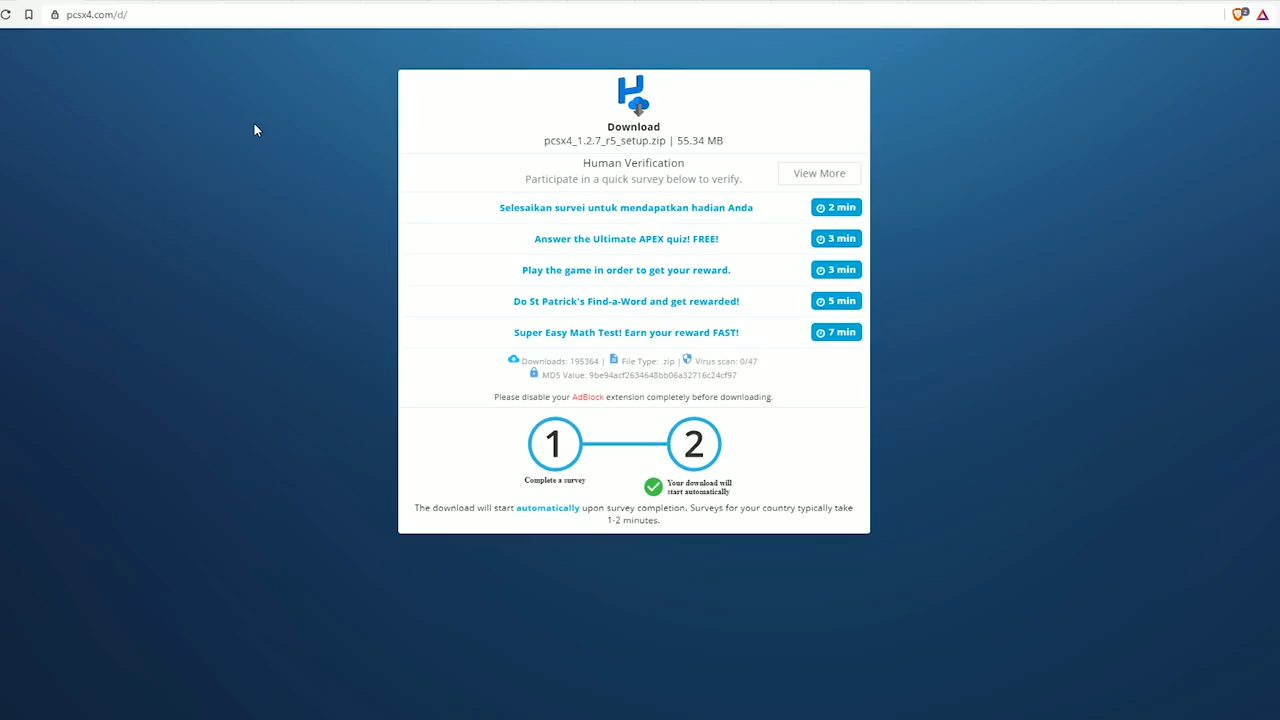 pcsx4.com/d/
2
Download
pcsx4_1.2.7_r5_setup.zip | 55.34 MB
Human Verification
Participate in a quick survey below to verify.
View More
Selesaikan survei untuk mendapatkan hadian Anda
2 min
Answer the Ultimate APEX quiz! FREE!
3 min
Play the game in order to get your reward.
3 min
Do St Patrick's Find-a-Word and get rewarded!
5 min
Super Easy Math Test! Earn your reward FAST!
7 min
Downloads: 195364 | File Type: .zip | Virus scan: 0/47
MD5 Value: 9be94acf2634648bb06a32716c24cf97
Please disable your AdBlock extension completely before downloading.
1
2
Complete a survey
Your download will
start automatically
The download will start automatically upon survey completion. Surveys for your country typically take
1-2 minutes.